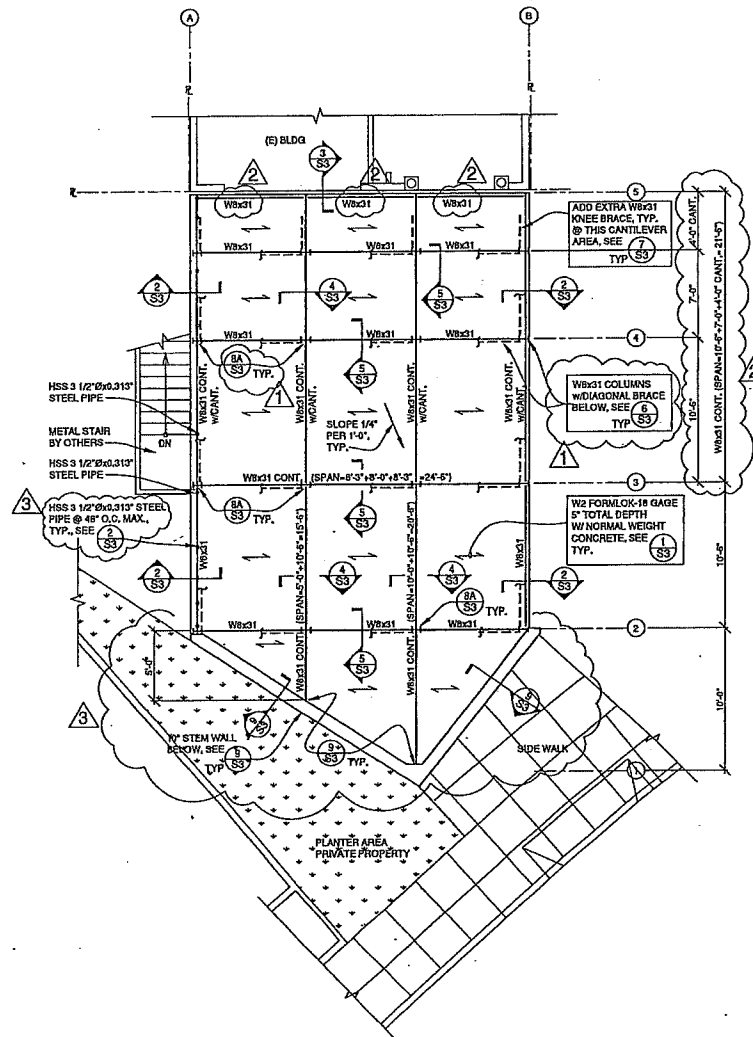 A
B
(E) BLDG
3
S3
2
2
2
W8x31
W8x31
W8x31
5
ADD EXTRA W8x31
KNEE BRACE, TYP.
@ THIS CANTILEVER
AREA, SEE
TYP
7
S3
4'-0" CANT.
W8x31
W8x31
W8x31
2
S3
4
S3
5
S3
2
S3
7'-0"
W8x31 CONT. (SPAN=10'-6"+7'-0"+4'-0" CANT.= 21'-6")
W8x31
W8x31
W8x31
4
8A
S3
TYP.
5
S3
1
HSS 3 1/2"Øx0.313"
STEEL PIPE
METAL STAIR
BY OTHERS
DN
HSS 3 1/2"Øx0.313"
STEEL PIPE
W8x31 CONT.
w/CANT.
W8x31 CONT.
w/CANT.
W8x31 CONT.
w/CANT.
W8x31 CONT.
w/CANT.
SLOPE 1/4"
PER 1'-0",
TYP.
W8x31 COLUMNS
w/DIAGONAL BRACE
BELOW, SEE
TYP
6
S3
1
10'-6"
W8x31 CONT. (SPAN=8'-3"+8'-0"+8'-3" =24'-6")
3
3
HSS 3 1/2"Øx0.313" STEEL
PIPE @ 48" O.C. MAX.,
TYP., SEE
2
S3
8A
S3
TYP.
5
S3
W2 FORMLOK-18 GAGE
5" TOTAL DEPTH
W/ NORMAL WEIGHT
CONCRETE, SEE
TYP.
1
S3
W8x31
W8x31 CONT. (SPAN=5'-0"+10'-6"=15'-6")
W8x31 CONT. (SPAN=10'-0"+10'-6"=20'-6")
W8x31
10'-6"
2
S3
4
S3
4
S3
2
S3
8A
S3
TYP.
W8x31
W8x31
W8x31
2
5'-0"
5
S3
3
9
S3
10" STEM WALL
BELOW, SEE
TYP
9
S3
9
S3
TYP.
9
S3
SIDE WALK
10'-0"
1
PLANTER AREA
PRIVATE PROPERTY